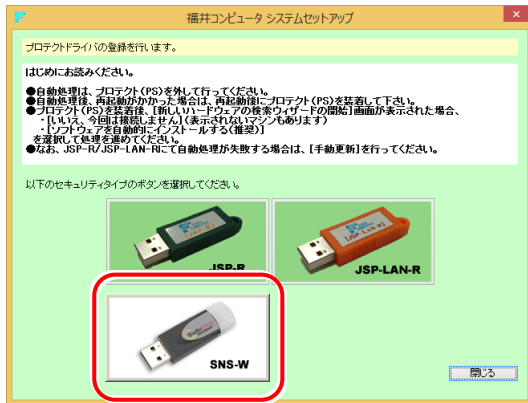 福井コンピュータ システムセットアップ
プロテクトドライバの登録を行います。
はじめにお読みください。
●自動処理は、プロテクト(PS)を外して行ってください。
●自動処理後、再起動がかかった場合は、再起動後にプロテクト(PS)を装着して下さい。
●プロテクト(PS)を装着後、[新しいハードウェアの検索ウィザードの開始]画面が表示された場合、
・[いいえ、今回は接続しません](表示されないマシンもあります)
・[ソフトウェアを自動的にインストールする(推奨)]
を選択して処理を進めてください。
●なお、JSP-R/JSP-LAN-Rにて自動処理が失敗する場合は、[手動更新]を行ってください。
以下のセキュリティタイプのボタンを選択してください。
JSP-R
JSP-LAN-R
SNS-W
閉じる